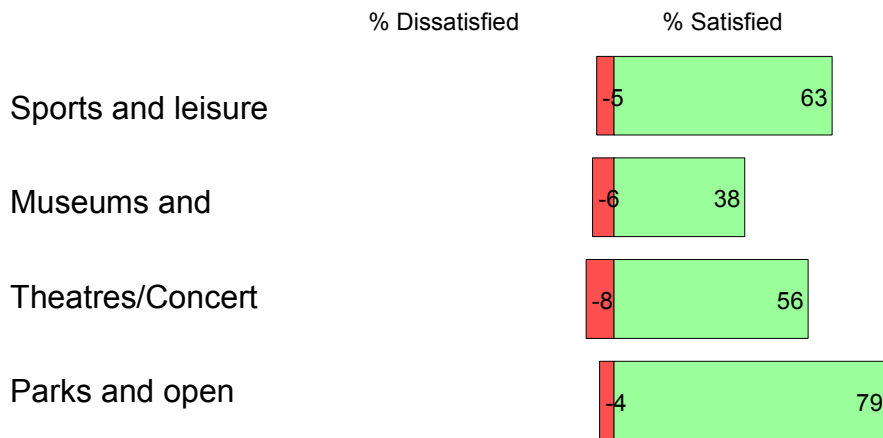 % Dissatisfied % Satisfied
Sports and leisure -5 63
Museums and -6 38
Theatres/Concert -8 56
Parks and open -4 79